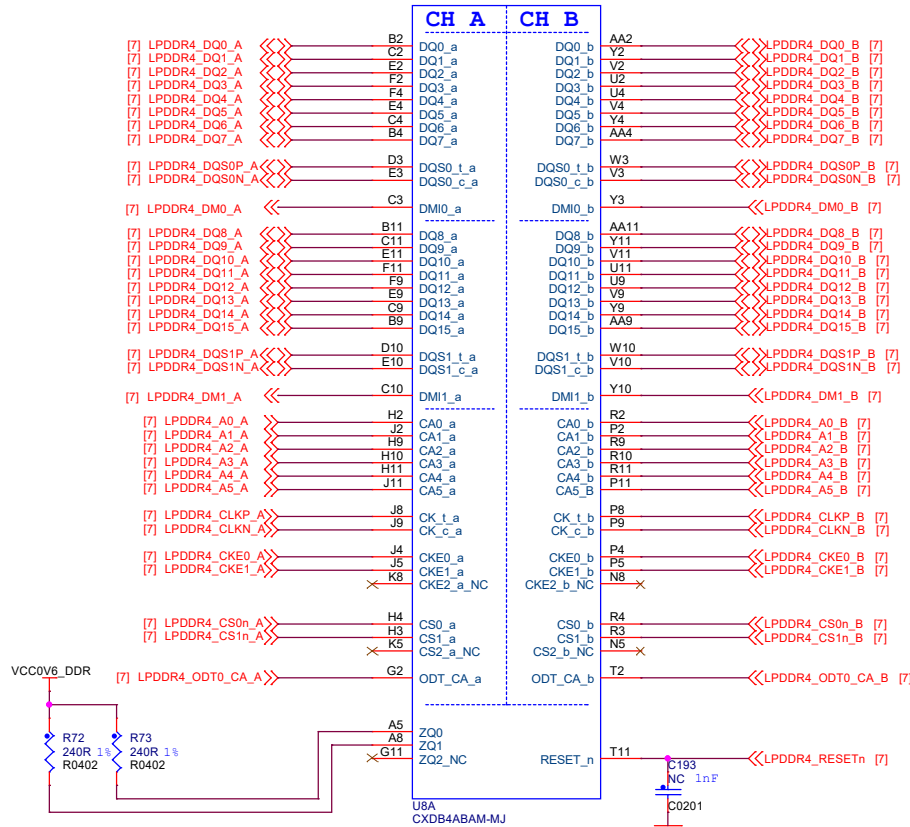 CH A CH B
[7] LPDDR4_DQ0_A B2 DQ0_a DQ0_b AA2 LPDDR4_DQ0_B [7]
[7] LPDDR4_DQ1_A C2 DQ1_a DQ1_b Y2 LPDDR4_DQ1_B [7]
[7] LPDDR4_DQ2_A E2 DQ2_a DQ2_b V2 LPDDR4_DQ2_B [7]
[7] LPDDR4_DQ3_A F2 DQ3_a DQ3_b U2 LPDDR4_DQ3_B [7]
[7] LPDDR4_DQ4_A F4 DQ4_a DQ4_b U4 LPDDR4_DQ4_B [7]
[7] LPDDR4_DQ5_A E4 DQ5_a DQ5_b V4 LPDDR4_DQ5_B [7]
[7] LPDDR4_DQ6_A C4 DQ6_a DQ6_b Y4 LPDDR4_DQ6_B [7]
[7] LPDDR4_DQ7_A B4 DQ7_a DQ7_b AA4 LPDDR4_DQ7_B [7]
[7] LPDDR4_DQS0P_A D3 DQS0_t_a DQS0_t_b W3 LPDDR4_DQS0P_B [7]
[7] LPDDR4_DQS0N_A E3 DQS0_c_a DQS0_c_b V3 LPDDR4_DQS0N_B [7]
[7] LPDDR4_DM0_A C3 DMI0_a DMI0_b Y3 LPDDR4_DM0_B [7]
[7] LPDDR4_DQ8_A B11 DQ8_a DQ8_b AA11 LPDDR4_DQ8_B [7]
[7] LPDDR4_DQ9_A C11 DQ9_a DQ9_b Y11 LPDDR4_DQ9_B [7]
[7] LPDDR4_DQ10_A E11 DQ10_a DQ10_b V11 LPDDR4_DQ10_B [7]
[7] LPDDR4_DQ11_A F11 DQ11_a DQ11_b U11 LPDDR4_DQ11_B [7]
[7] LPDDR4_DQ12_A F9 DQ12_a DQ12_b U9 LPDDR4_DQ12_B [7]
[7] LPDDR4_DQ13_A E9 DQ13_a DQ13_b V9 LPDDR4_DQ13_B [7]
[7] LPDDR4_DQ14_A C9 DQ14_a DQ14_b Y9 LPDDR4_DQ14_B [7]
[7] LPDDR4_DQ15_A B9 DQ15_a DQ15_b AA9 LPDDR4_DQ15_B [7]
[7] LPDDR4_DQS1P_A D10 DQS1_t_a DQS1_t_b W10 LPDDR4_DQS1P_B [7]
[7] LPDDR4_DQS1N_A E10 DQS1_c_a DQS1_c_b V10 LPDDR4_DQS1N_B [7]
[7] LPDDR4_DM1_A C10 DMI1_a DMI1_b Y10 LPDDR4_DM1_B [7]
[7] LPDDR4_A0_A H2 CA0_a CA0_b R2 LPDDR4_A0_B [7]
[7] LPDDR4_A1_A J2 CA1_a CA1_b P2 LPDDR4_A1_B [7]
[7] LPDDR4_A2_A H9 CA2_a CA2_b R9 LPDDR4_A2_B [7]
[7] LPDDR4_A3_A H10 CA3_a CA3_b R10 LPDDR4_A3_B [7]
[7] LPDDR4_A4_A H11 CA4_a CA4_b R11 LPDDR4_A4_B [7]
[7] LPDDR4_A5_A J11 CA5_a CA5_B P11 LPDDR4_A5_B [7]
[7] LPDDR4_CLKP_A J8 CK_t_a CK_t_b P8 LPDDR4_CLKP_B [7]
[7] LPDDR4_CLKN_A J9 CK_c_a CK_c_b P9 LPDDR4_CLKN_B [7]
[7] LPDDR4_CKE0_A J4 CKE0_a CKE0_b P4 LPDDR4_CKE0_B [7]
[7] LPDDR4_CKE1_A J5 CKE1_a CKE1_b P5 LPDDR4_CKE1_B [7]
K8 CKE2_a_NC CKE2_b_NC N8
[7] LPDDR4_CS0n_A H4 CS0_a CS0_b R4 LPDDR4_CS0n_B [7]
[7] LPDDR4_CS1n_A H3 CS1_a CS1_b R3 LPDDR4_CS1n_B [7]
K5 CS2_a_NC CS2_b_NC N5
VCC0V6_DDR
[7] LPDDR4_ODT0_CA_A G2 ODT_CA_a ODT_CA_b T2 LPDDR4_ODT0_CA_B [7]
A5 ZQ0
A8 ZQ1
G11 ZQ2_NC RESET_n T11 LPDDR4_RESETn [7]
R72 R73
240R 1% 240R 1%
R0402 R0402
C193
NC 1nF
C0201
U8A
CXDB4ABAM-MJ